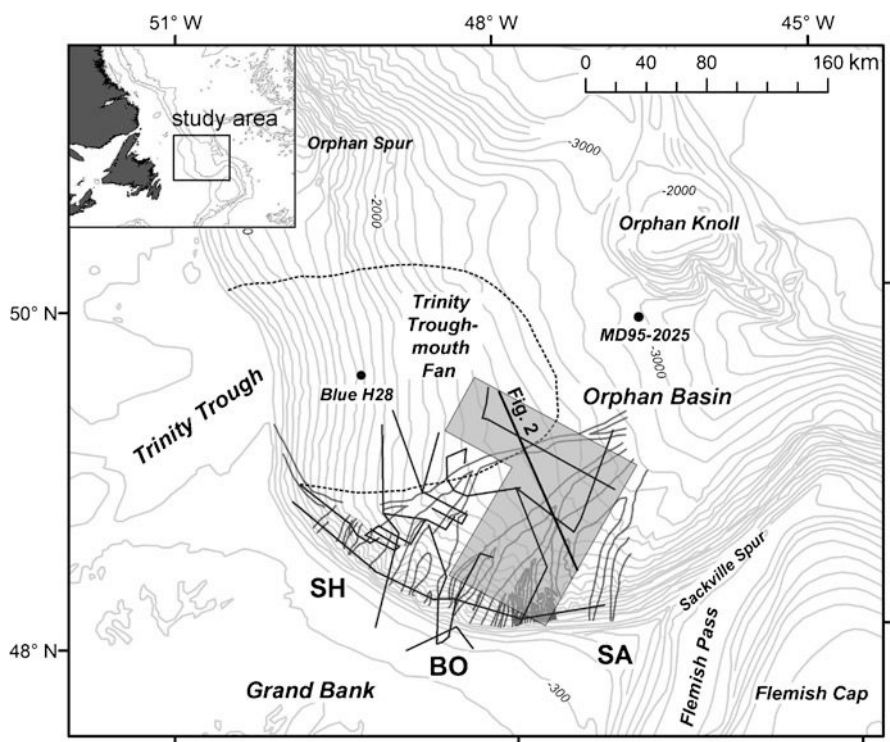 51° W
48° W
45° W
0 40 80 160 km
study area
Orphan Spur
-3000
-2000
-2000
Orphan Knoll
50° N
Trinity
Trough-
mouth
Fan
MD95-2025
-3000
Blue H28
Orphan Basin
Trinity Trough
Fig. 2
SH
BO
SA
Sackville Spur
Flemish Pass
48° N
Grand Bank
-300
Flemish Cap